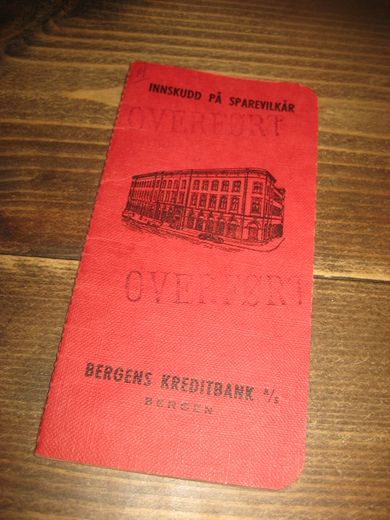 INNSKUDD PÅ SPAREVILKÅR
OVERFØRT
OVERFØRT
BERGENS KREDITBANK A/S
BERGEN